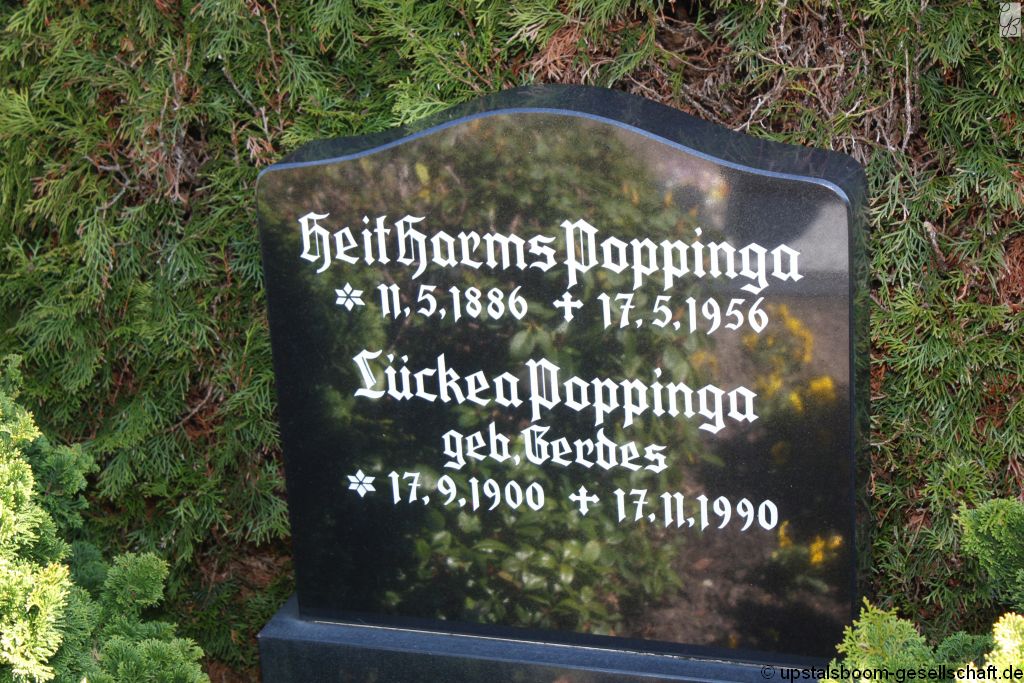 Heit Harms Poppinga
* 11.5.1886 † 17.5.1956
Lückea Poppinga
geb. Gerdes
* 17.9.1900 † 17.11.1990
© upstalsboom-gesellschaft.de